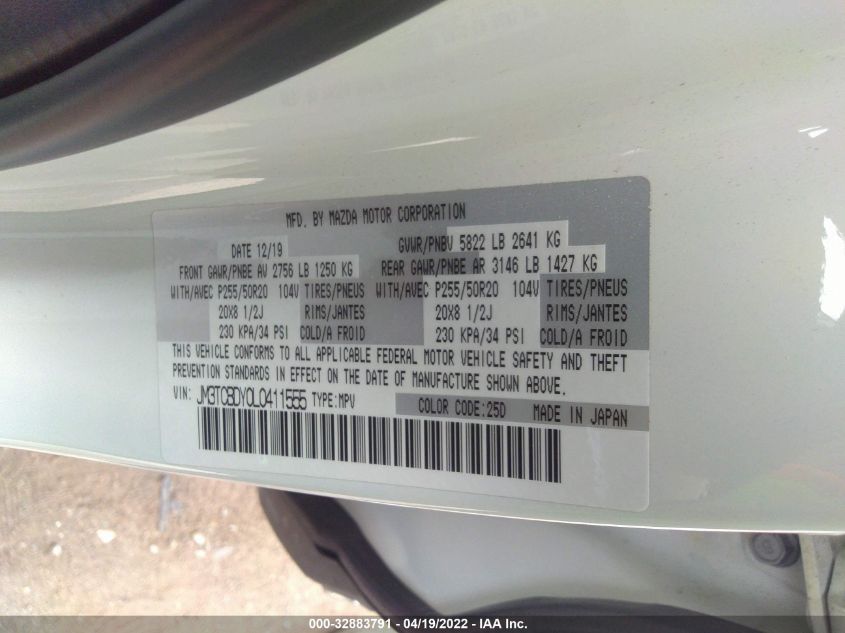 MFD. BY MAZDA MOTOR CORPORATION
DATE 12/19 GVWR/PNBV 5822 LB 2641 KG
FRONT GAWR/PNBE AV 2756 LB 1250 KG REAR GAWR/PNBE AR 3146 LB 1427 KG
WITH/AVEC P255/50R20 104V TIRES/PNEUS WITH/AVEC P255/50R20 104V TIRES/PNEUS
20X8 1/2J RIMS/JANTES 20X8 1/2J RIMS/JANTES
230 KPA/34 PSI COLD/A FROID 230 KPA/34 PSI COLD/A FROID
THIS VEHICLE CONFORMS TO ALL APPLICABLE FEDERAL MOTOR VEHICLE SAFETY AND THEFT
PREVENTION STANDARDS IN EFFECT ON THE DATE OF MANUFACTURE SHOWN ABOVE.
VIN: JM3TCBDY0L0411555 TYPE:MPV COLOR CODE:25D MADE IN JAPAN
000-32883791 - 04/19/2022 - IAA Inc.